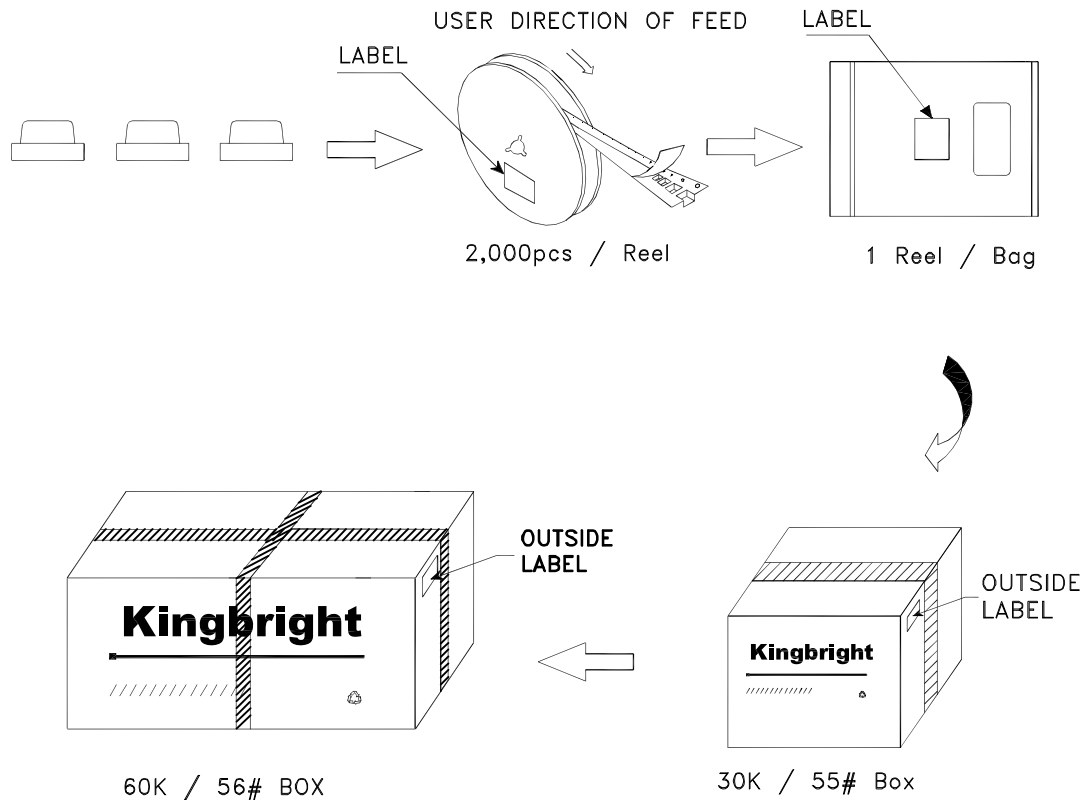 USER DIRECTION OF FEED
LABEL
LABEL
2,000pcs / Reel
1 Reel / Bag
OUTSIDE
LABEL
Kingbright
60K / 56# BOX
OUTSIDE
LABEL
Kingbright
30K / 55# Box